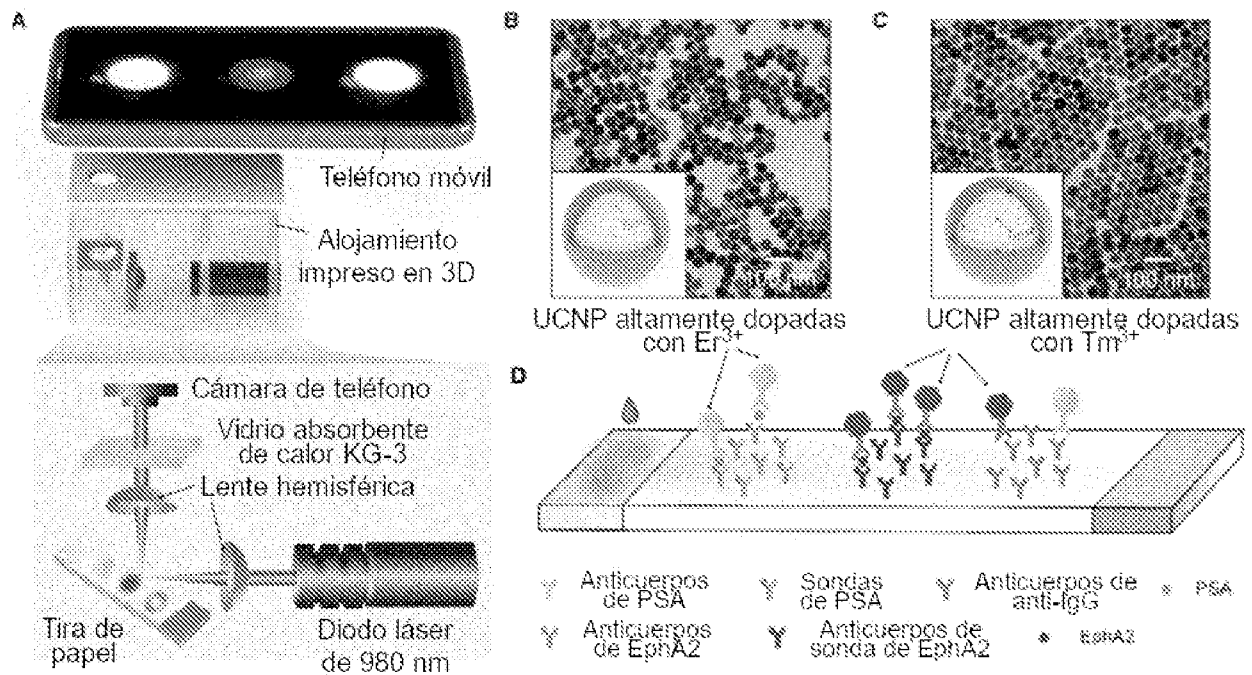 A
Teléfono móvil
Alojamiento
impreso en 3D
Cámara de teléfono
Vidrio absorbente
de calor KG-3
Lente hemisférica
Tira de
papel
Diodo láser
de 980 nm
B
UCNP altamente dopadas
con Er3+
C
100 nm
UCNP altamente dopadas
con Tm3+
D
Anticuerpos
de PSA
Sondas
de PSA
Anticuerpos de
anti-IgG
PSA
Anticuerpos
de EphA2
Anticuerpos de
sonda de EphA2
EphA2